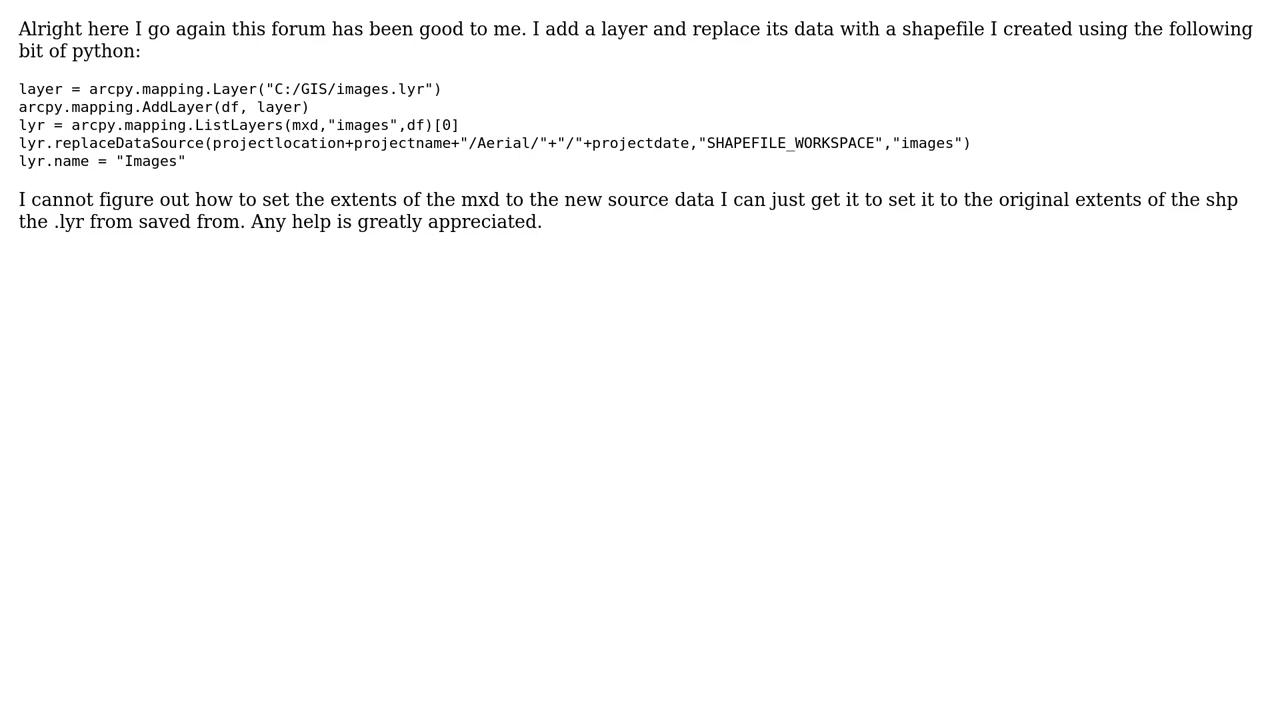 Alright here I go again this forum has been good to me. I add a layer and replace its data with a shapefile I created using the following
bit of python:
layer = arcpy.mapping.Layer("C:/GIS/images.lyr")
arcpy.mapping.AddLayer(df, layer)
lyr = arcpy.mapping.ListLayers(mxd,"images",df)[0]
lyr.replaceDataSource(projectlocation+projectname+"/Aerial/"+"/"+projectdate,"SHAPEFILE_WORKSPACE","images")
lyr.name = "Images"
I cannot figure out how to set the extents of the mxd to the new source data I can just get it to set it to the original extents of the shp
the .lyr from saved from. Any help is greatly appreciated.